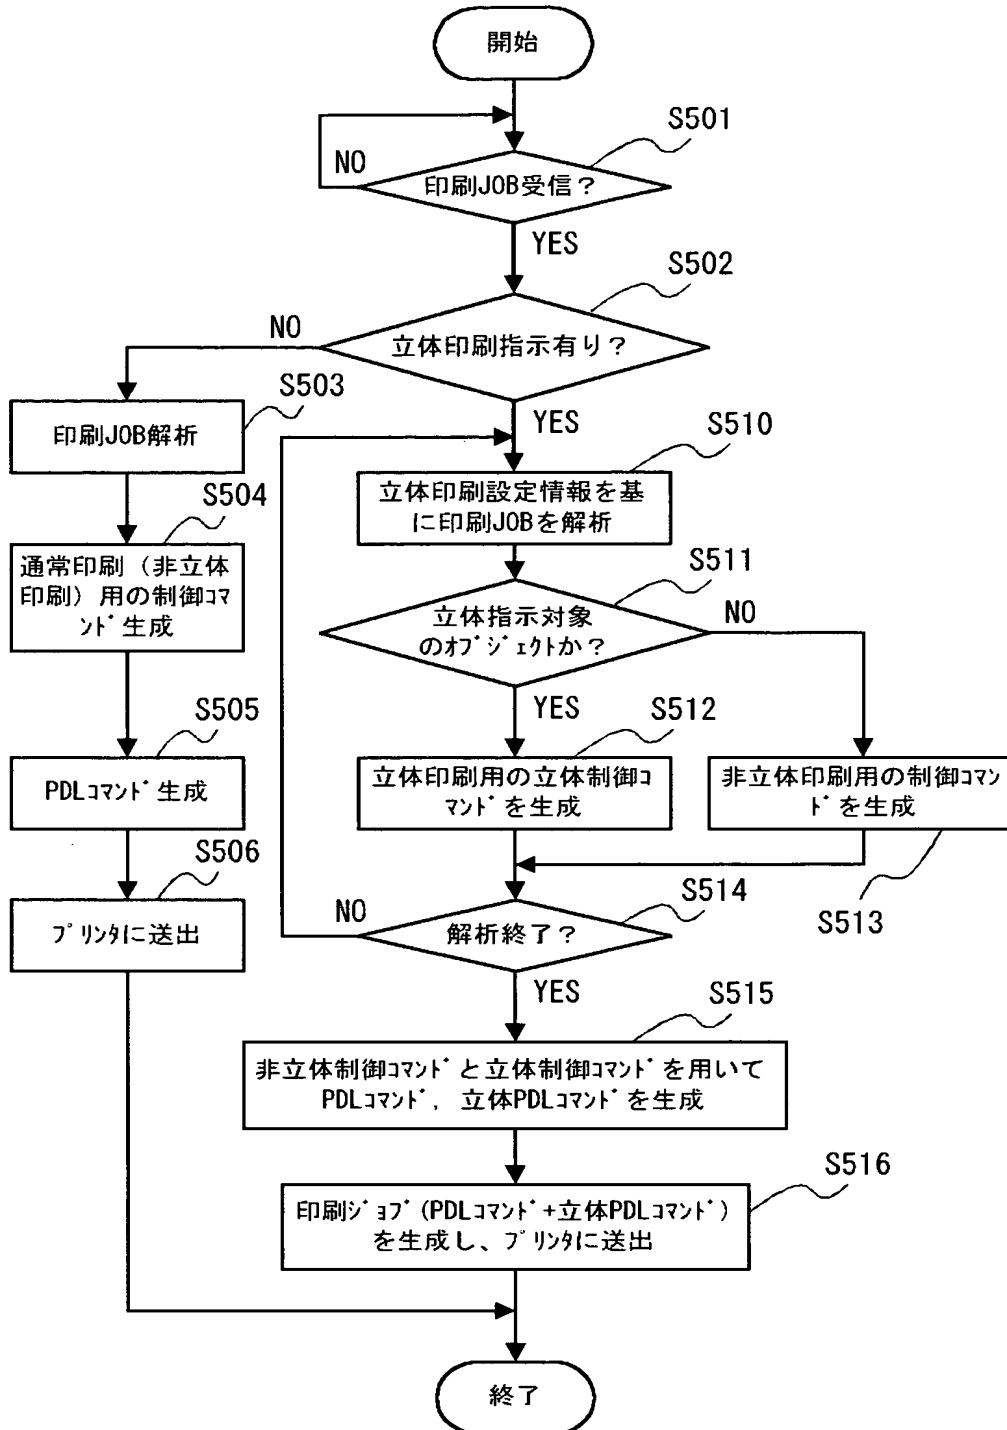 開始
S501
NO
印刷JOB受信？
YES
S502
NO
立体印刷指示有り？
S503
印刷JOB解析
YES
S510
立体印刷設定情報を基
に印刷JOBを解析
S504
通常印刷（非立体
印刷）用の制御ｺﾏ
ﾝﾄﾞ生成
S511
立体指示対象
のｵﾌﾞｼﾞｪｸﾄか？
NO
YES
S505
PDLｺﾏﾝﾄﾞ生成
S512
立体印刷用の立体制御ｺ
ﾏﾝﾄﾞを生成
非立体印刷用の制御ｺﾏﾝ
ﾄﾞを生成
S513
S506
ﾌﾟﾘﾝﾀに送出
S514
NO
解析終了？
YES
S515
非立体制御ｺﾏﾝﾄﾞと立体制御ｺﾏﾝﾄﾞを用いて
PDLｺﾏﾝﾄﾞ，立体PDLｺﾏﾝﾄﾞを生成
S516
印刷ｼﾞｮﾌﾞ(PDLｺﾏﾝﾄﾞ+立体PDLｺﾏﾝﾄﾞ)
を生成し、ﾌﾟﾘﾝﾀに送出
終了